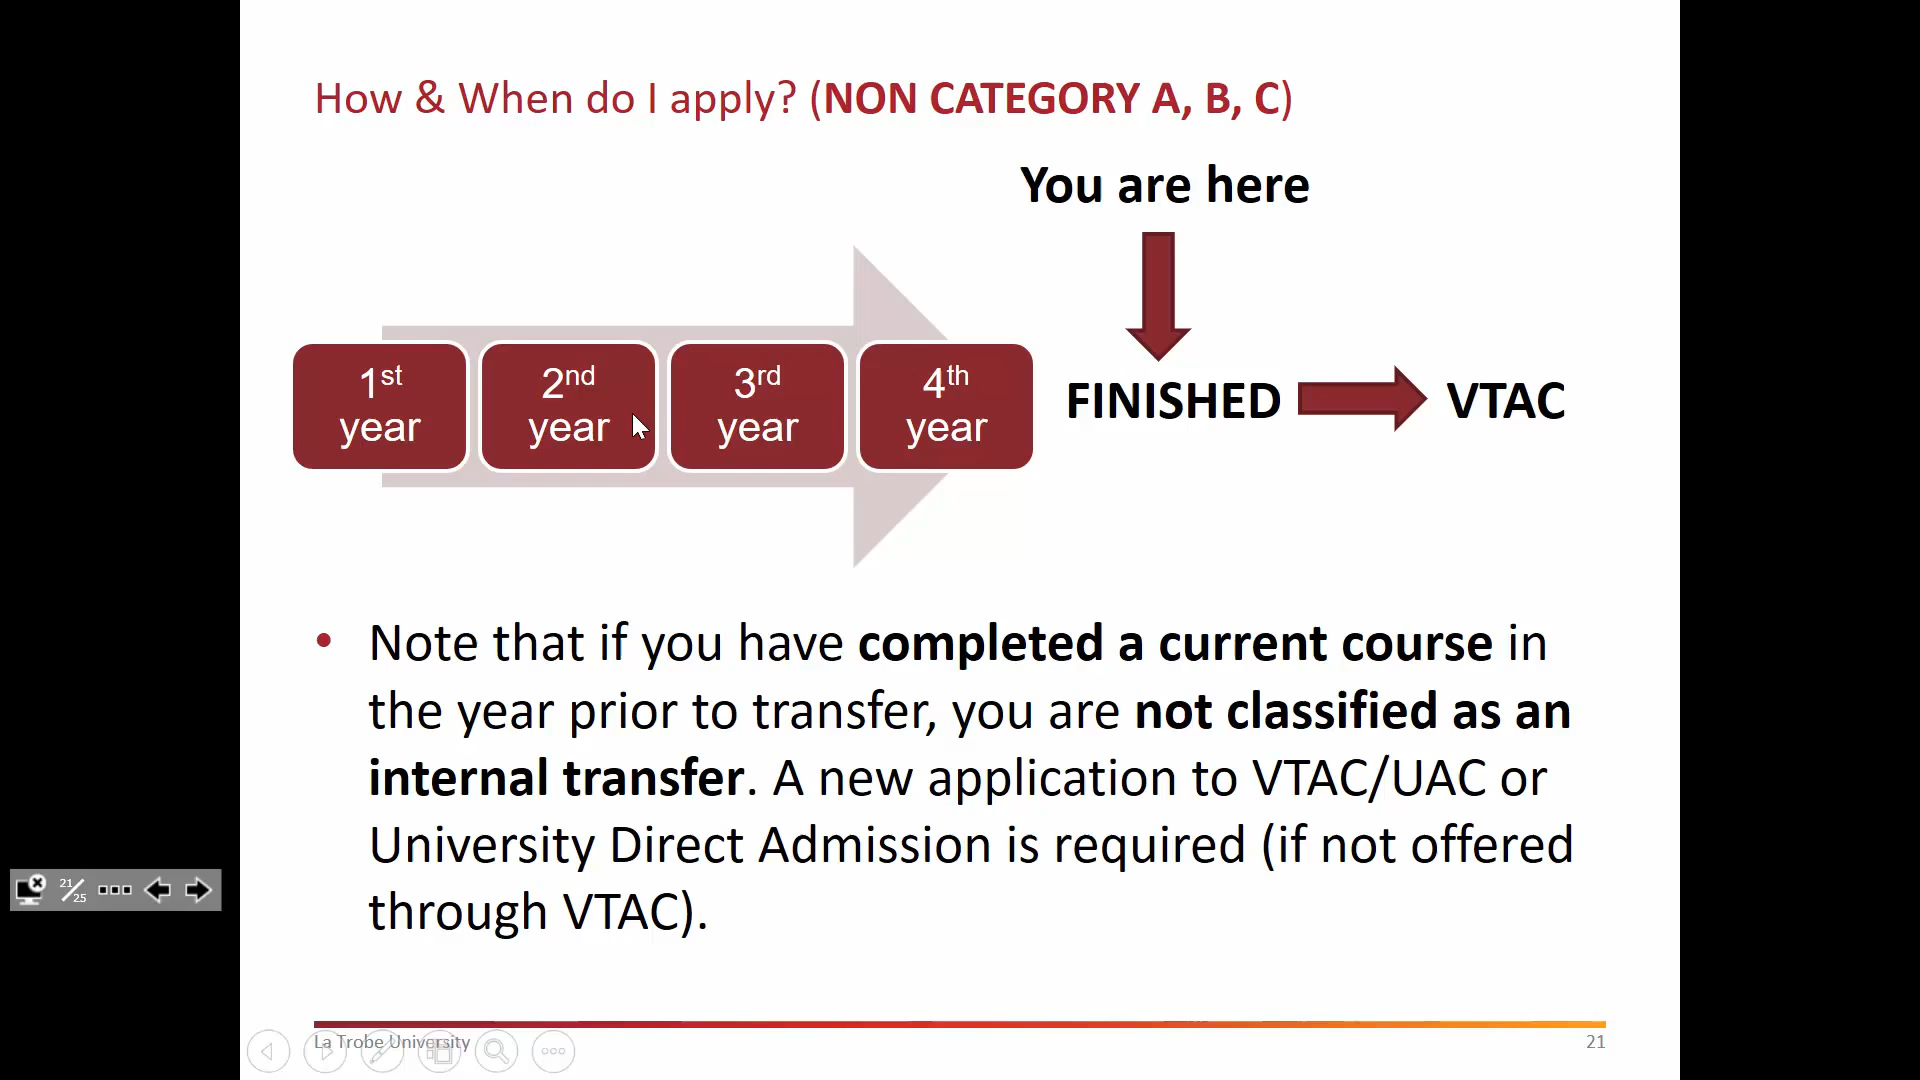 How & When do I apply? (NON CATEGORY A, B, C)
You are here
1st year
2nd year
3rd year
4th year
FINISHED
VTAC
• Note that if you have completed a current course in
the year prior to transfer, you are not classified as an
internal transfer. A new application to VTAC/UAC or
University Direct Admission is required (if not offered
through VTAC).
21/25
La Trobe University
21